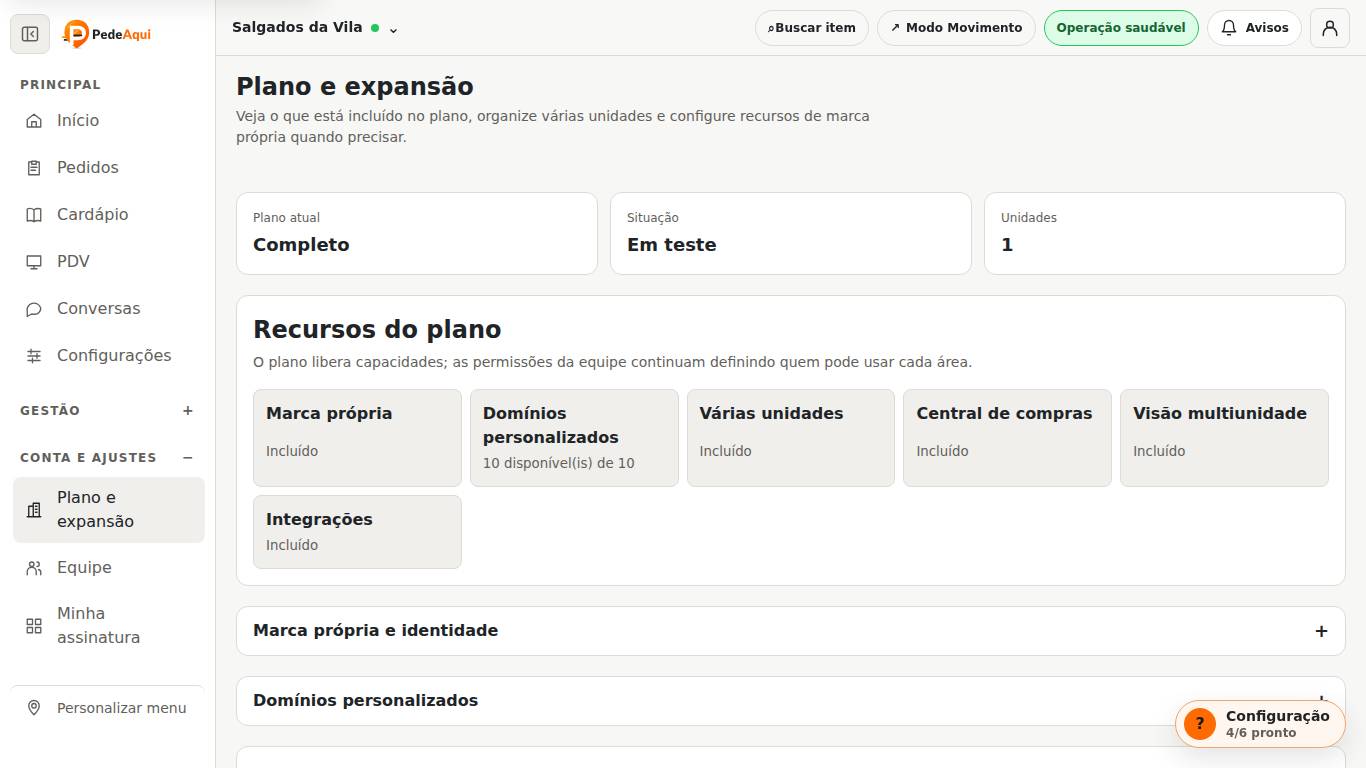 PedeAqui
Salgados da Vila
Buscar item
Modo Movimento
Operação saudável
Avisos
PRINCIPAL
Início
Pedidos
Cardápio
PDV
Conversas
Configurações
GESTÃO +
CONTA E AJUSTES −
Plano e
expansão
Equipe
Minha
assinatura
Personalizar menu
Plano e expansão
Veja o que está incluído no plano, organize várias unidades e configure recursos de marca
própria quando precisar.
Plano atual
Completo
Situação
Em teste
Unidades
1
Recursos do plano
O plano libera capacidades; as permissões da equipe continuam definindo quem pode usar cada área.
Marca própria
Incluído
Domínios
personalizados
10 disponível(is) de 10
Várias unidades
Incluído
Central de compras
Incluído
Visão multiunidade
Incluído
Integrações
Incluído
Marca própria e identidade +
Domínios personalizados +
?
Configuração
4/6 pronto